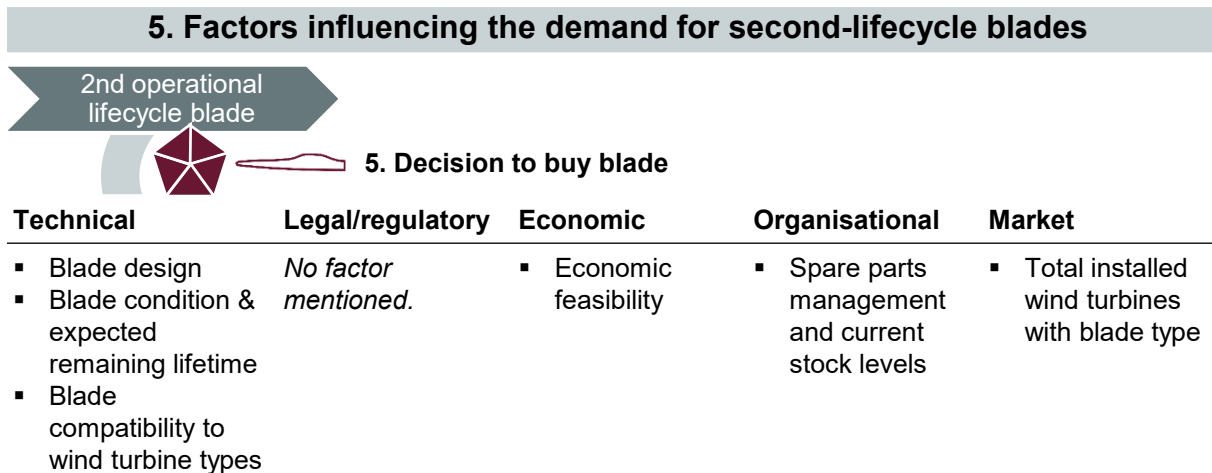 5. Factors influencing the demand for second-lifecycle blades
2nd operational
lifecycle blade
5. Decision to buy blade
Technical
▪ Blade design
▪ Blade condition &
expected
remaining lifetime
▪ Blade
compatibility to
wind turbine types
Legal/regulatory
No factor
mentioned.
Economic
▪ Economic
feasibility
Organisational
▪ Spare parts
management
and current
stock levels
Market
▪ Total installed
wind turbines
with blade type